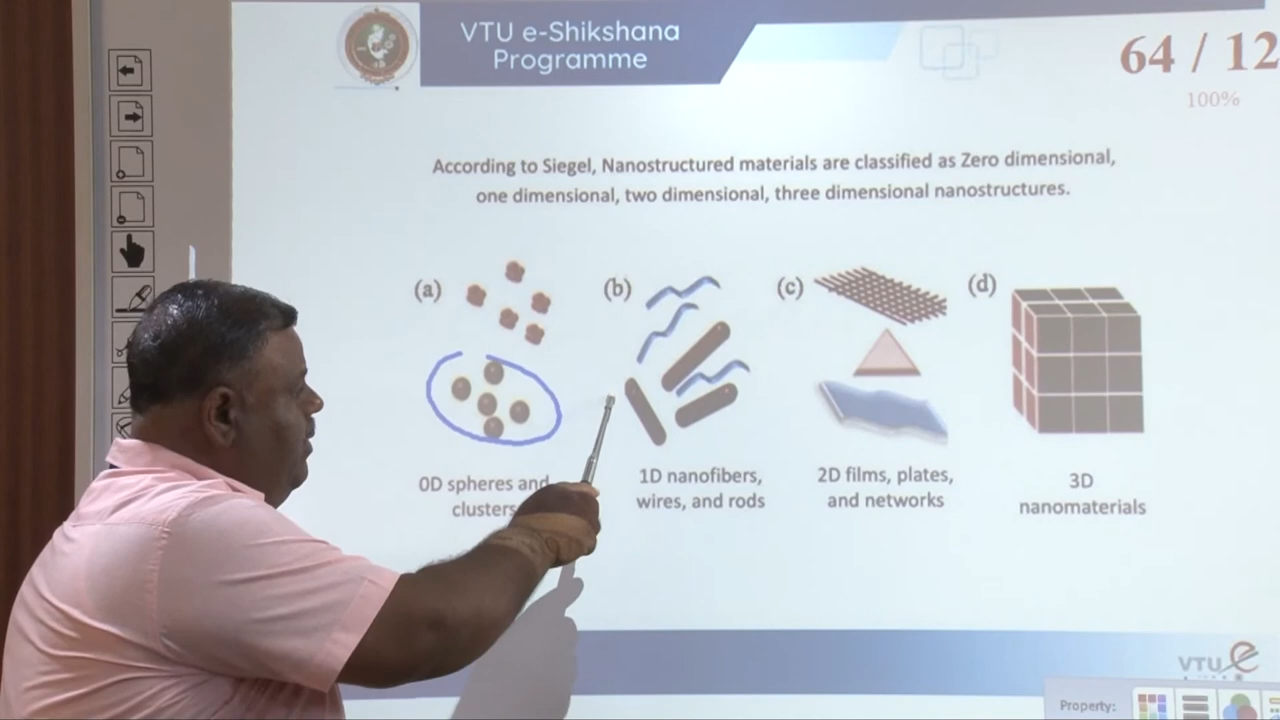 VTU e-Shikshana
Programme
64 / 12
100%
According to Siegel, Nanostructured materials are classified as Zero dimensional,
one dimensional, two dimensional, three dimensional nanostructures.
(a)
(b)
(c)
(d)
0D spheres and
clusters
1D nanofibers,
wires, and rods
2D films, plates,
and networks
3D
nanomaterials
VTU e
Property: